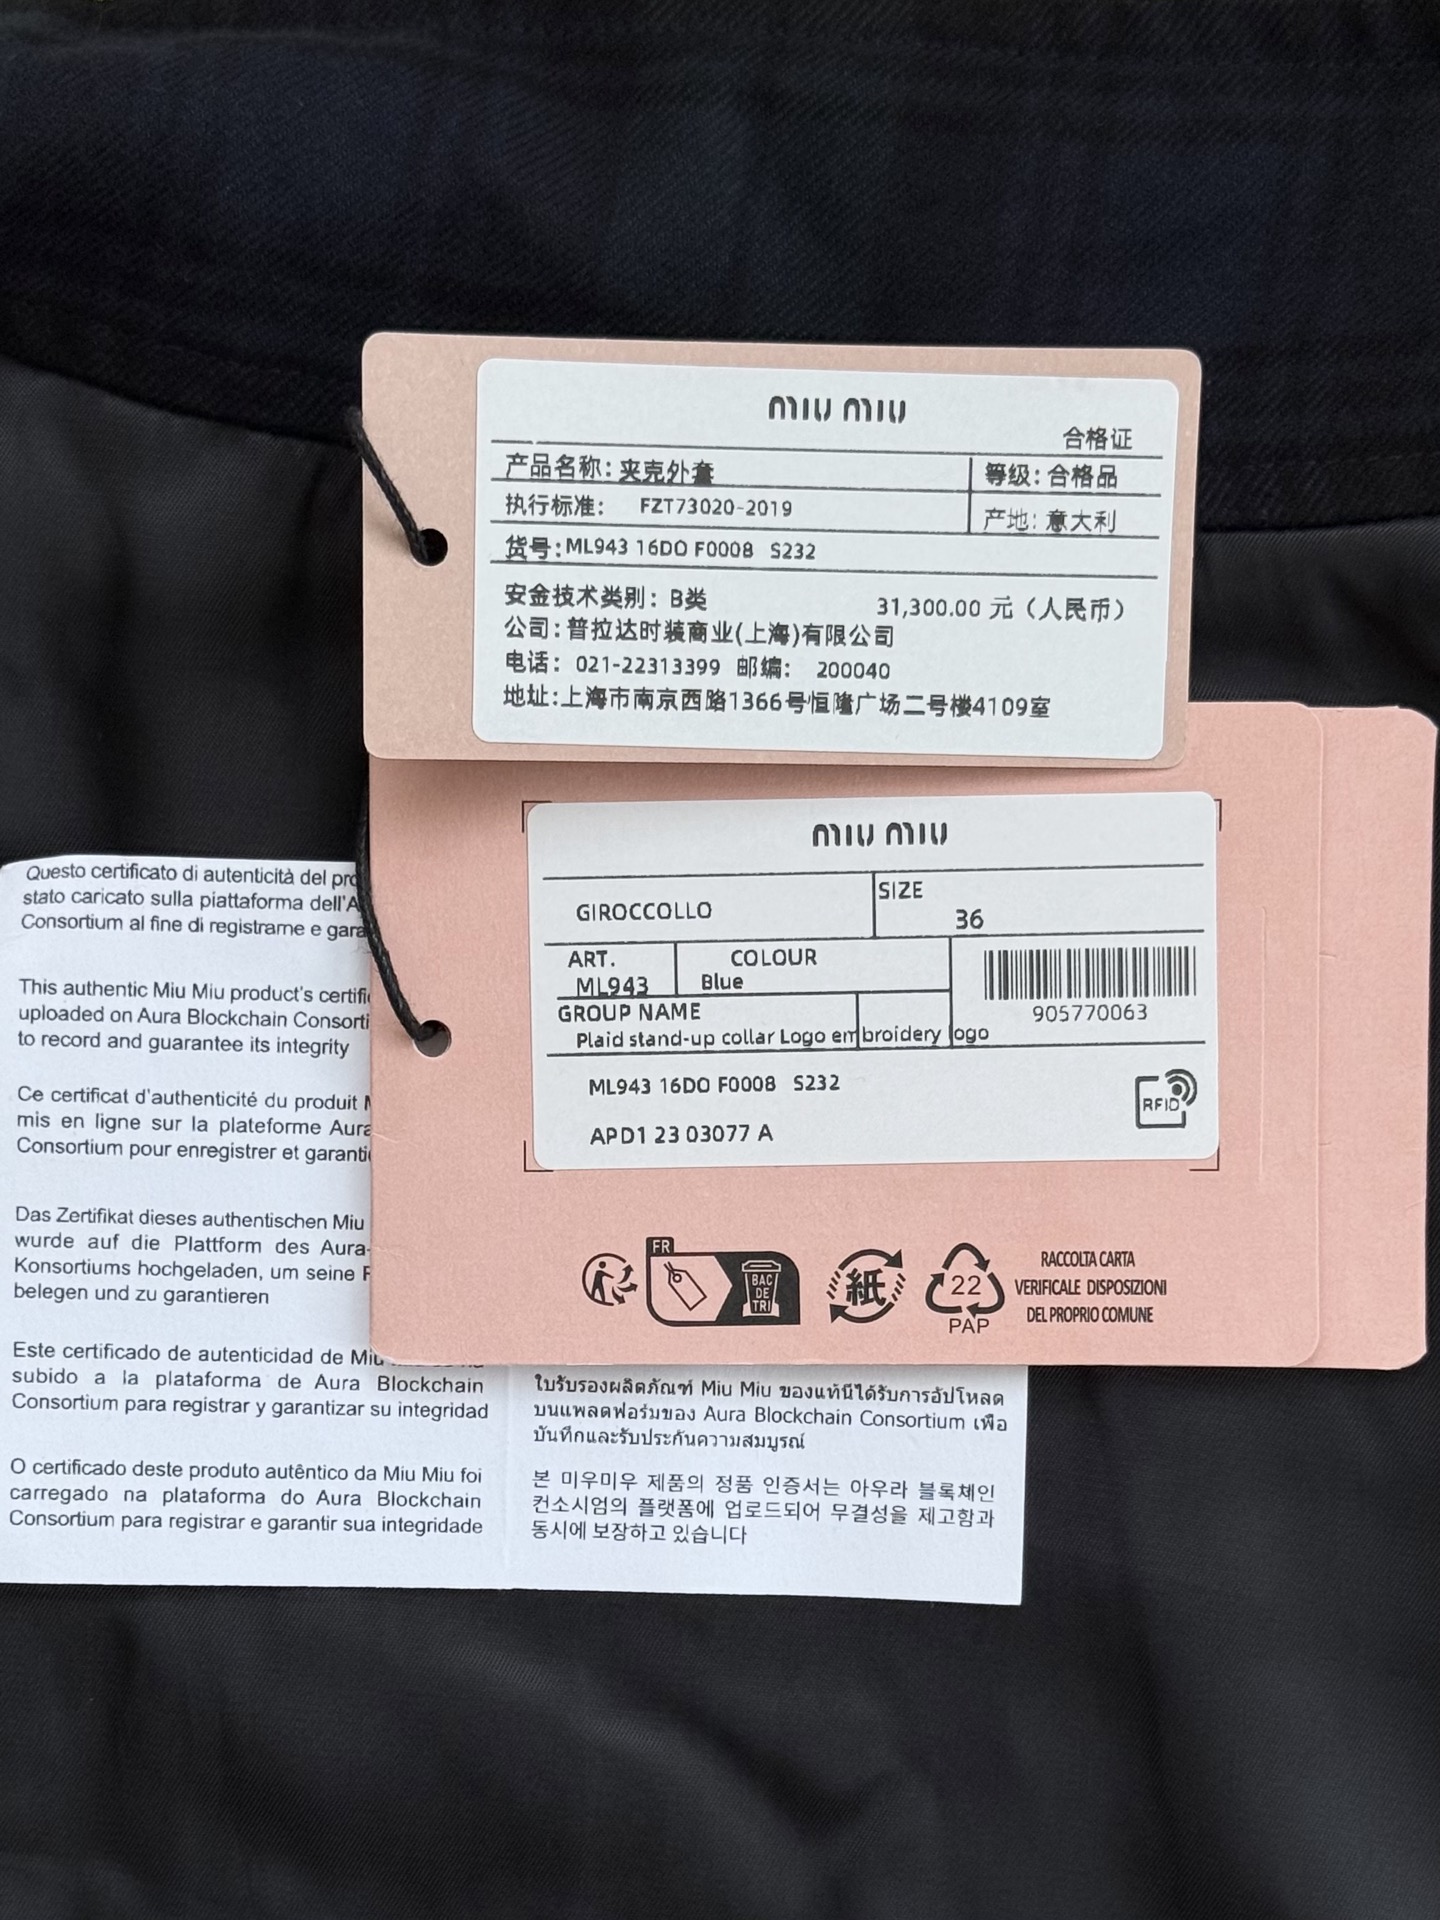 miu miu
合格证
产品名称: 夹克外套
等级: 合格品
执行标准: FZT73020-2019
产地: 意大利
货号: ML943 16DO F0008 S232
安金技术类别: B类
31,300.00 元（人民币）
公司: 普拉达时装商业(上海)有限公司
电话: 021-22313399 邮编: 200040
地址:上海市南京西路1366号恒隆广场二号楼4109室
miu miu
GIROCCOLLO
SIZE
36
ART.
ML943
COLOUR
Blue
905770063
GROUP NAME
Plaid stand-up collar Logo embroidery logo
ML943 16DO F0008 S232
RFID
APD1 23 03077 A
FR
BAC
DE
TRI
紙
22
PAP
RACCOLTA CARTA
VERIFICALE DISPOSIZIONI
DEL PROPRIO COMUNE
Questo certificato di autenticità del pro
stato caricato sulla piattaforma dell'A
Consortium al fine di registrarne e gara
This authentic Miu Miu product's certifi
uploaded on Aura Blockchain Consorti
to record and guarantee its integrity
Ce certificat d'authenticité du produit M
mis en ligne sur la plateforme Aura
Consortium pour enregistrer et garanti
Das Zertifikat dieses authentischen Miu
wurde auf die Plattform des Aura-
Konsortiums hochgeladen, um seine
belegen und zu garantieren
Este certificado de autenticidad de Miu
subido a la plataforma de Aura Blockchain
Consortium para registrar y garantizar su integridad
O certificado deste produto autêntico da Miu Miu foi
carregado na plataforma do Aura Blockchain
Consortium para registrar e garantir sua integridade
ใบรับรองผลิตภัณฑ์ Miu Miu ของแท้นี้ได้รับการอัปโหลด
บนแพลตฟอร์มของ Aura Blockchain Consortium เพื่อ
บันทึกและรับประกันความสมบูรณ์
본 미우미우 제품의 정품 인증서는 아우라 블록체인
컨소시엄의 플랫폼에 업로드되어 무결성을 제고함과
동시에 보장하고 있습니다